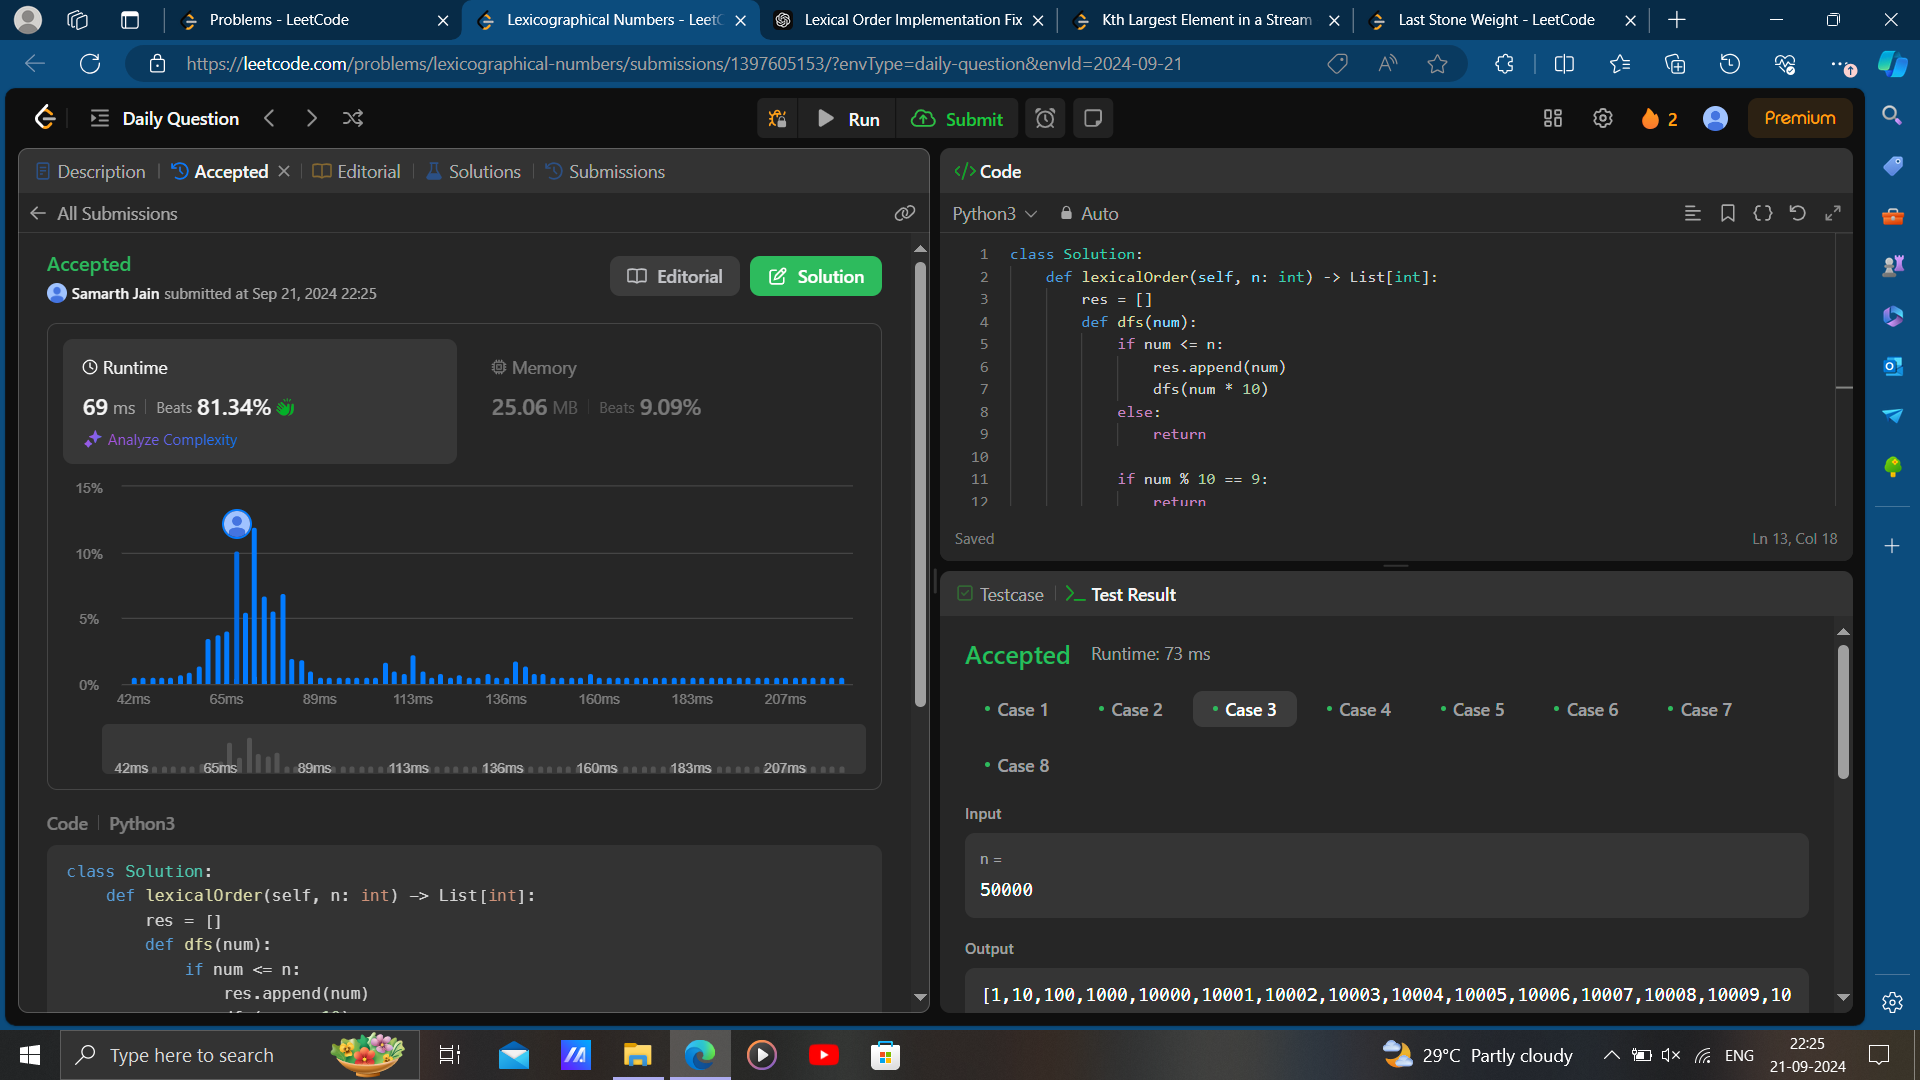 Problems - LeetCode
Lexicographical Numbers - LeetC
Lexical Order Implementation Fix
Kth Largest Element in a Stream
Last Stone Weight - LeetCode
https://leetcode.com/problems/lexicographical-numbers/submissions/1397605153/?envType=daily-question&envId=2024-09-21
Daily Question
Run
Submit
2
Premium
Description
Accepted
Editorial
Solutions
Submissions
All Submissions
Accepted
Samarth Jain submitted at Sep 21, 2024 22:25
Editorial
Solution
Runtime
69 ms
Beats 81.34%
Analyze Complexity
Memory
25.06 MB
Beats 9.09%
15%
10%
5%
0%
42ms 65ms 89ms 113ms 136ms 160ms 183ms 207ms
42ms 65ms 89ms 113ms 136ms 160ms 183ms 207ms
Code
Python3
class Solution:
def lexicalOrder(self, n: int) -> List[int]:
res = []
def dfs(num):
if num <= n:
res.append(num)
</> Code
Python3
Auto
1 class Solution:
2 def lexicalOrder(self, n: int) -> List[int]:
3 res = []
4 def dfs(num):
5 if num <= n:
6 res.append(num)
7 dfs(num * 10)
8 else:
9 return
10
11 if num % 10 == 9:
12 return
Saved
Ln 13, Col 18
Testcase
Test Result
Accepted
Runtime: 73 ms
Case 1
Case 2
Case 3
Case 4
Case 5
Case 6
Case 7
Case 8
Input
n =
50000
Output
[1,10,100,1000,10000,10001,10002,10003,10004,10005,10006,10007,10008,10009,10
Type here to search
29°C Partly cloudy
ENG
22:25
21-09-2024